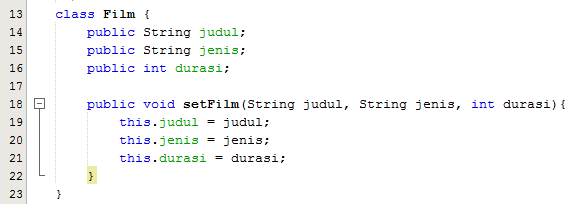 13 class Film {
14 public String judul;
15 public String jenis;
16 public int durasi;
17
18 public void setFilm(String judul, String jenis, int durasi){
19 this.judul = judul;
20 this.jenis = jenis;
21 this.durasi = durasi;
22 }
23 }